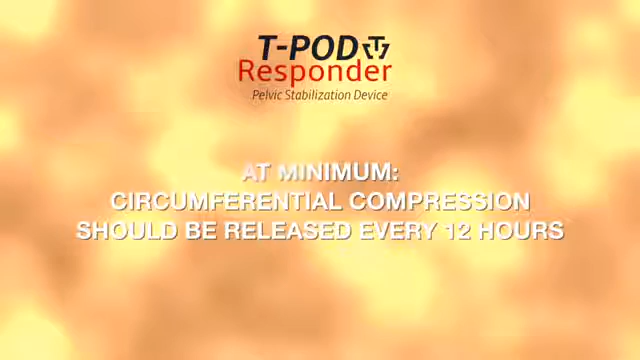 T-POD
Responder
Pelvic Stabilization Device
AT MINIMUM:
CIRCUMFERENTIAL COMPRESSION
SHOULD BE RELEASED EVERY 12 HOURS